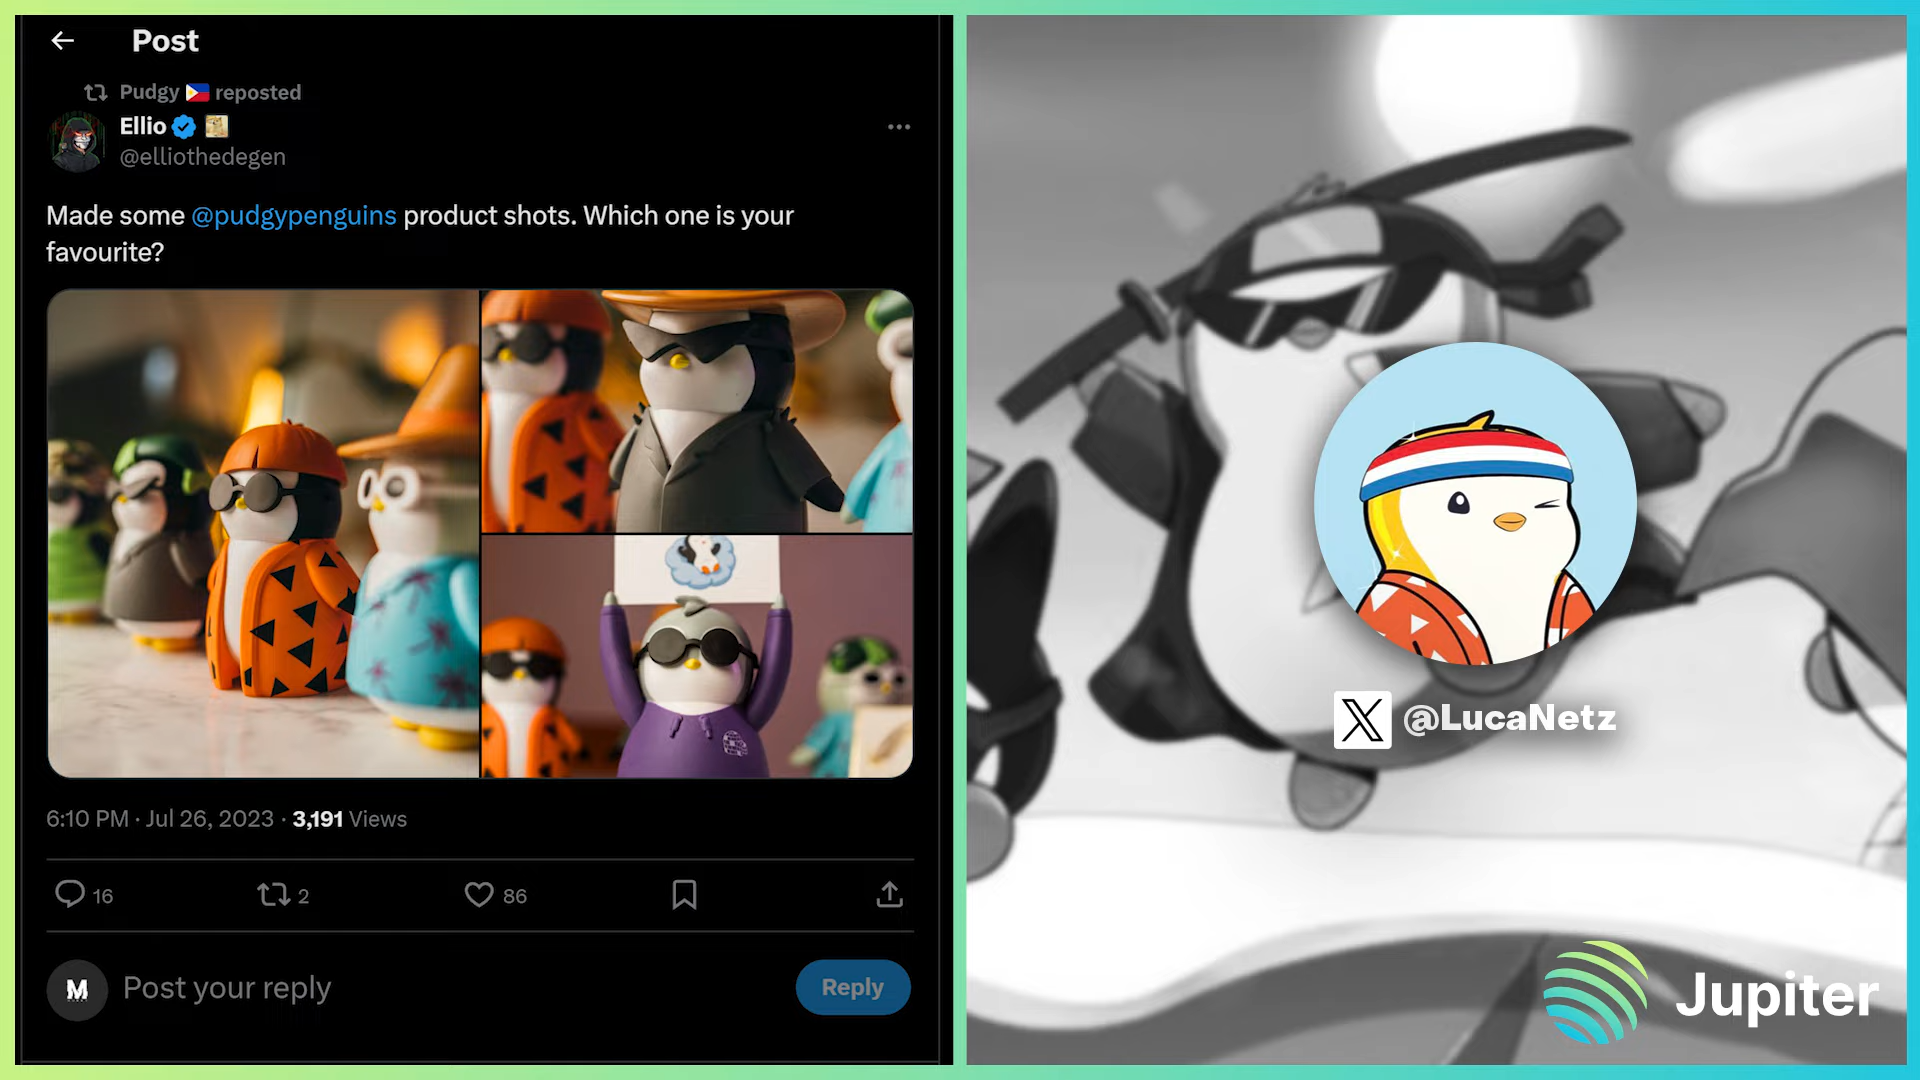 Post
Pudgy 🇵🇭 reposted
Ellio
@elliothedegen
Made some @pudgypenguins product shots. Which one is your
favourite?
6:10 PM · Jul 26, 2023 · 3,191 Views
16
2
86
M
Post your reply
Reply
X @LucaNetz
Jupiter